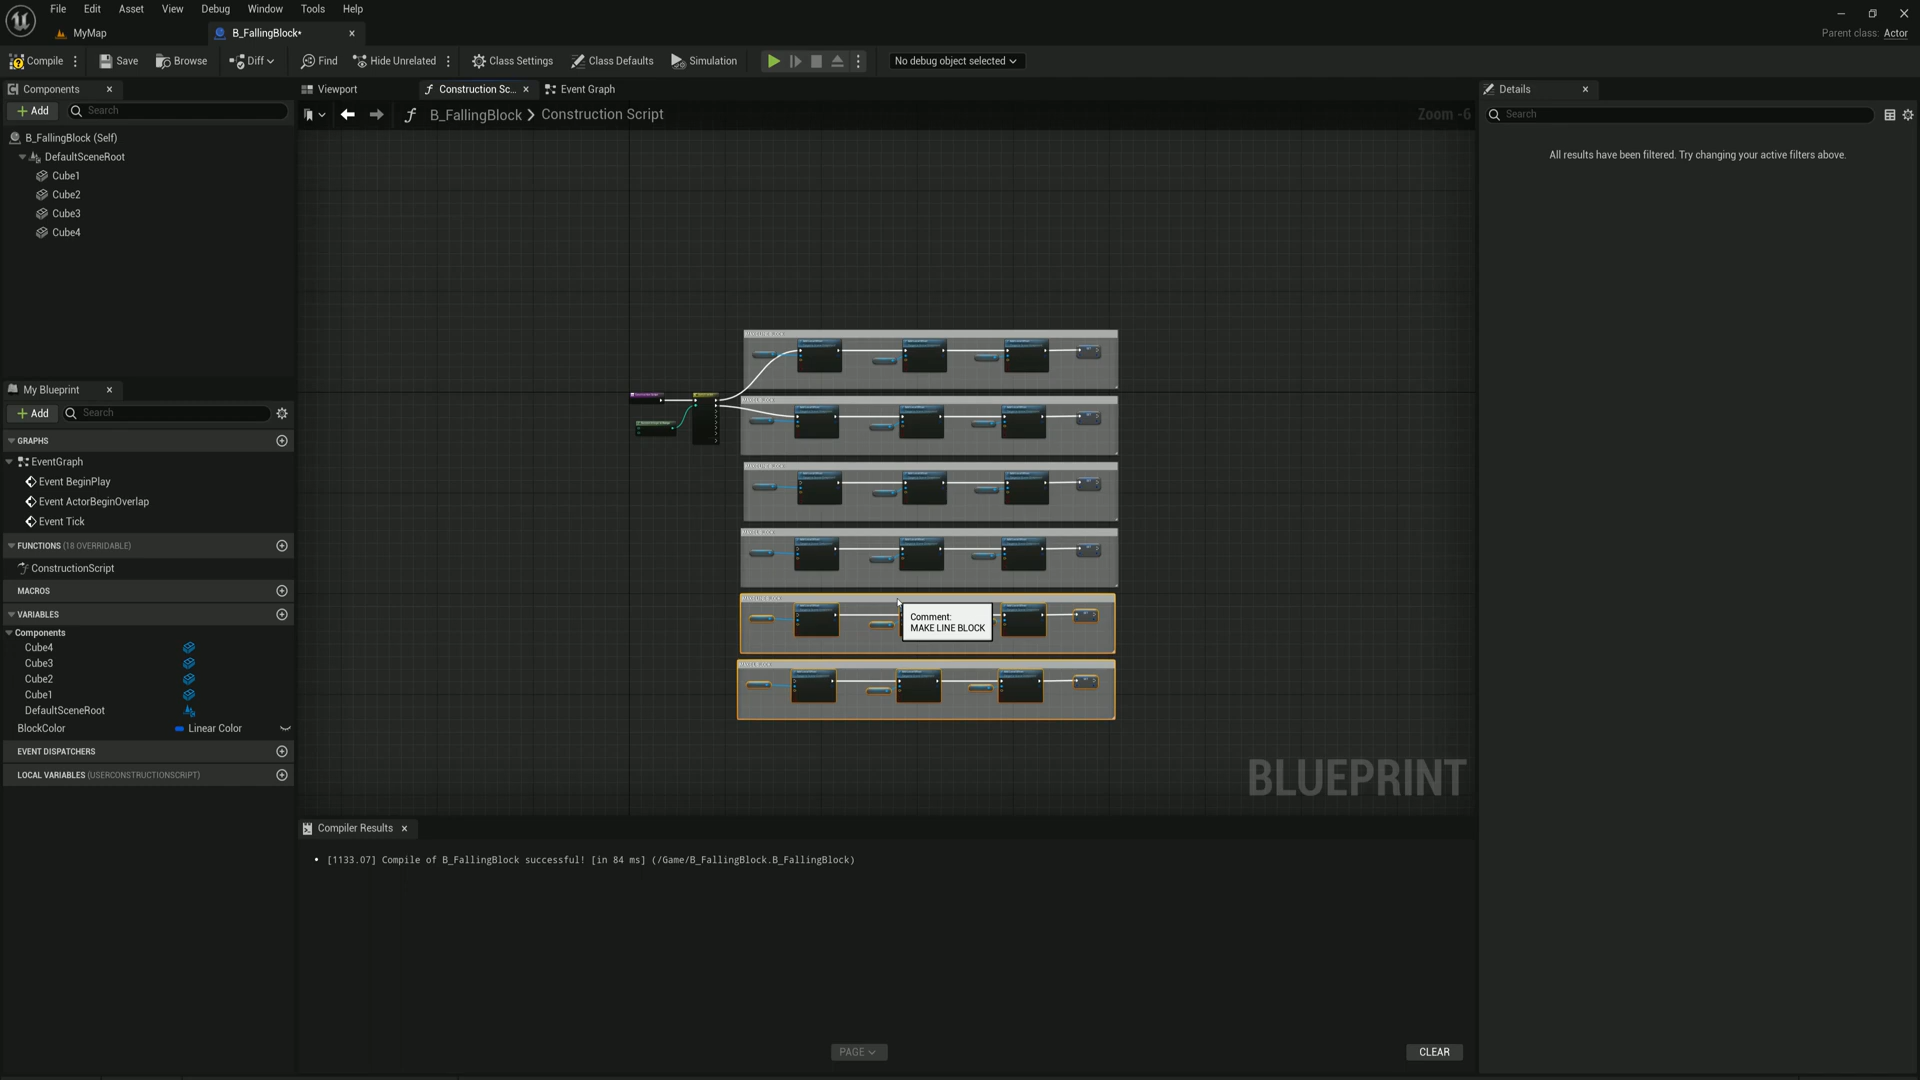 File Edit Asset View Debug Window Tools Help
MyMap
B_FallingBlock*
Parent class: Actor
Compile
Save
Browse
Diff
Find
Hide Unrelated
Class Settings
Class Defaults
Simulation
No debug object selected
Components
Add
Search
B_FallingBlock (Self)
DefaultSceneRoot
Cube1
Cube2
Cube3
Cube4
My Blueprint
Add
Search
GRAPHS
EventGraph
Event BeginPlay
Event ActorBeginOverlap
Event Tick
FUNCTIONS (18 OVERRIDABLE)
ConstructionScript
MACROS
VARIABLES
Components
Cube4
Cube3
Cube2
Cube1
DefaultSceneRoot
BlockColor Linear Color
EVENT DISPATCHERS
LOCAL VARIABLES (USERCONSTRUCTIONSCRIPT)
Viewport
Construction Sc...
Event Graph
B_FallingBlock > Construction Script
Zoom -6
Comment:
MAKE LINE BLOCK
BLUEPRINT
Compiler Results
[1133.07] Compile of B_FallingBlock successful! [in 84 ms] (/Game/B_FallingBlock.B_FallingBlock)
PAGE
CLEAR
Details
Search
All results have been filtered. Try changing your active filters above.